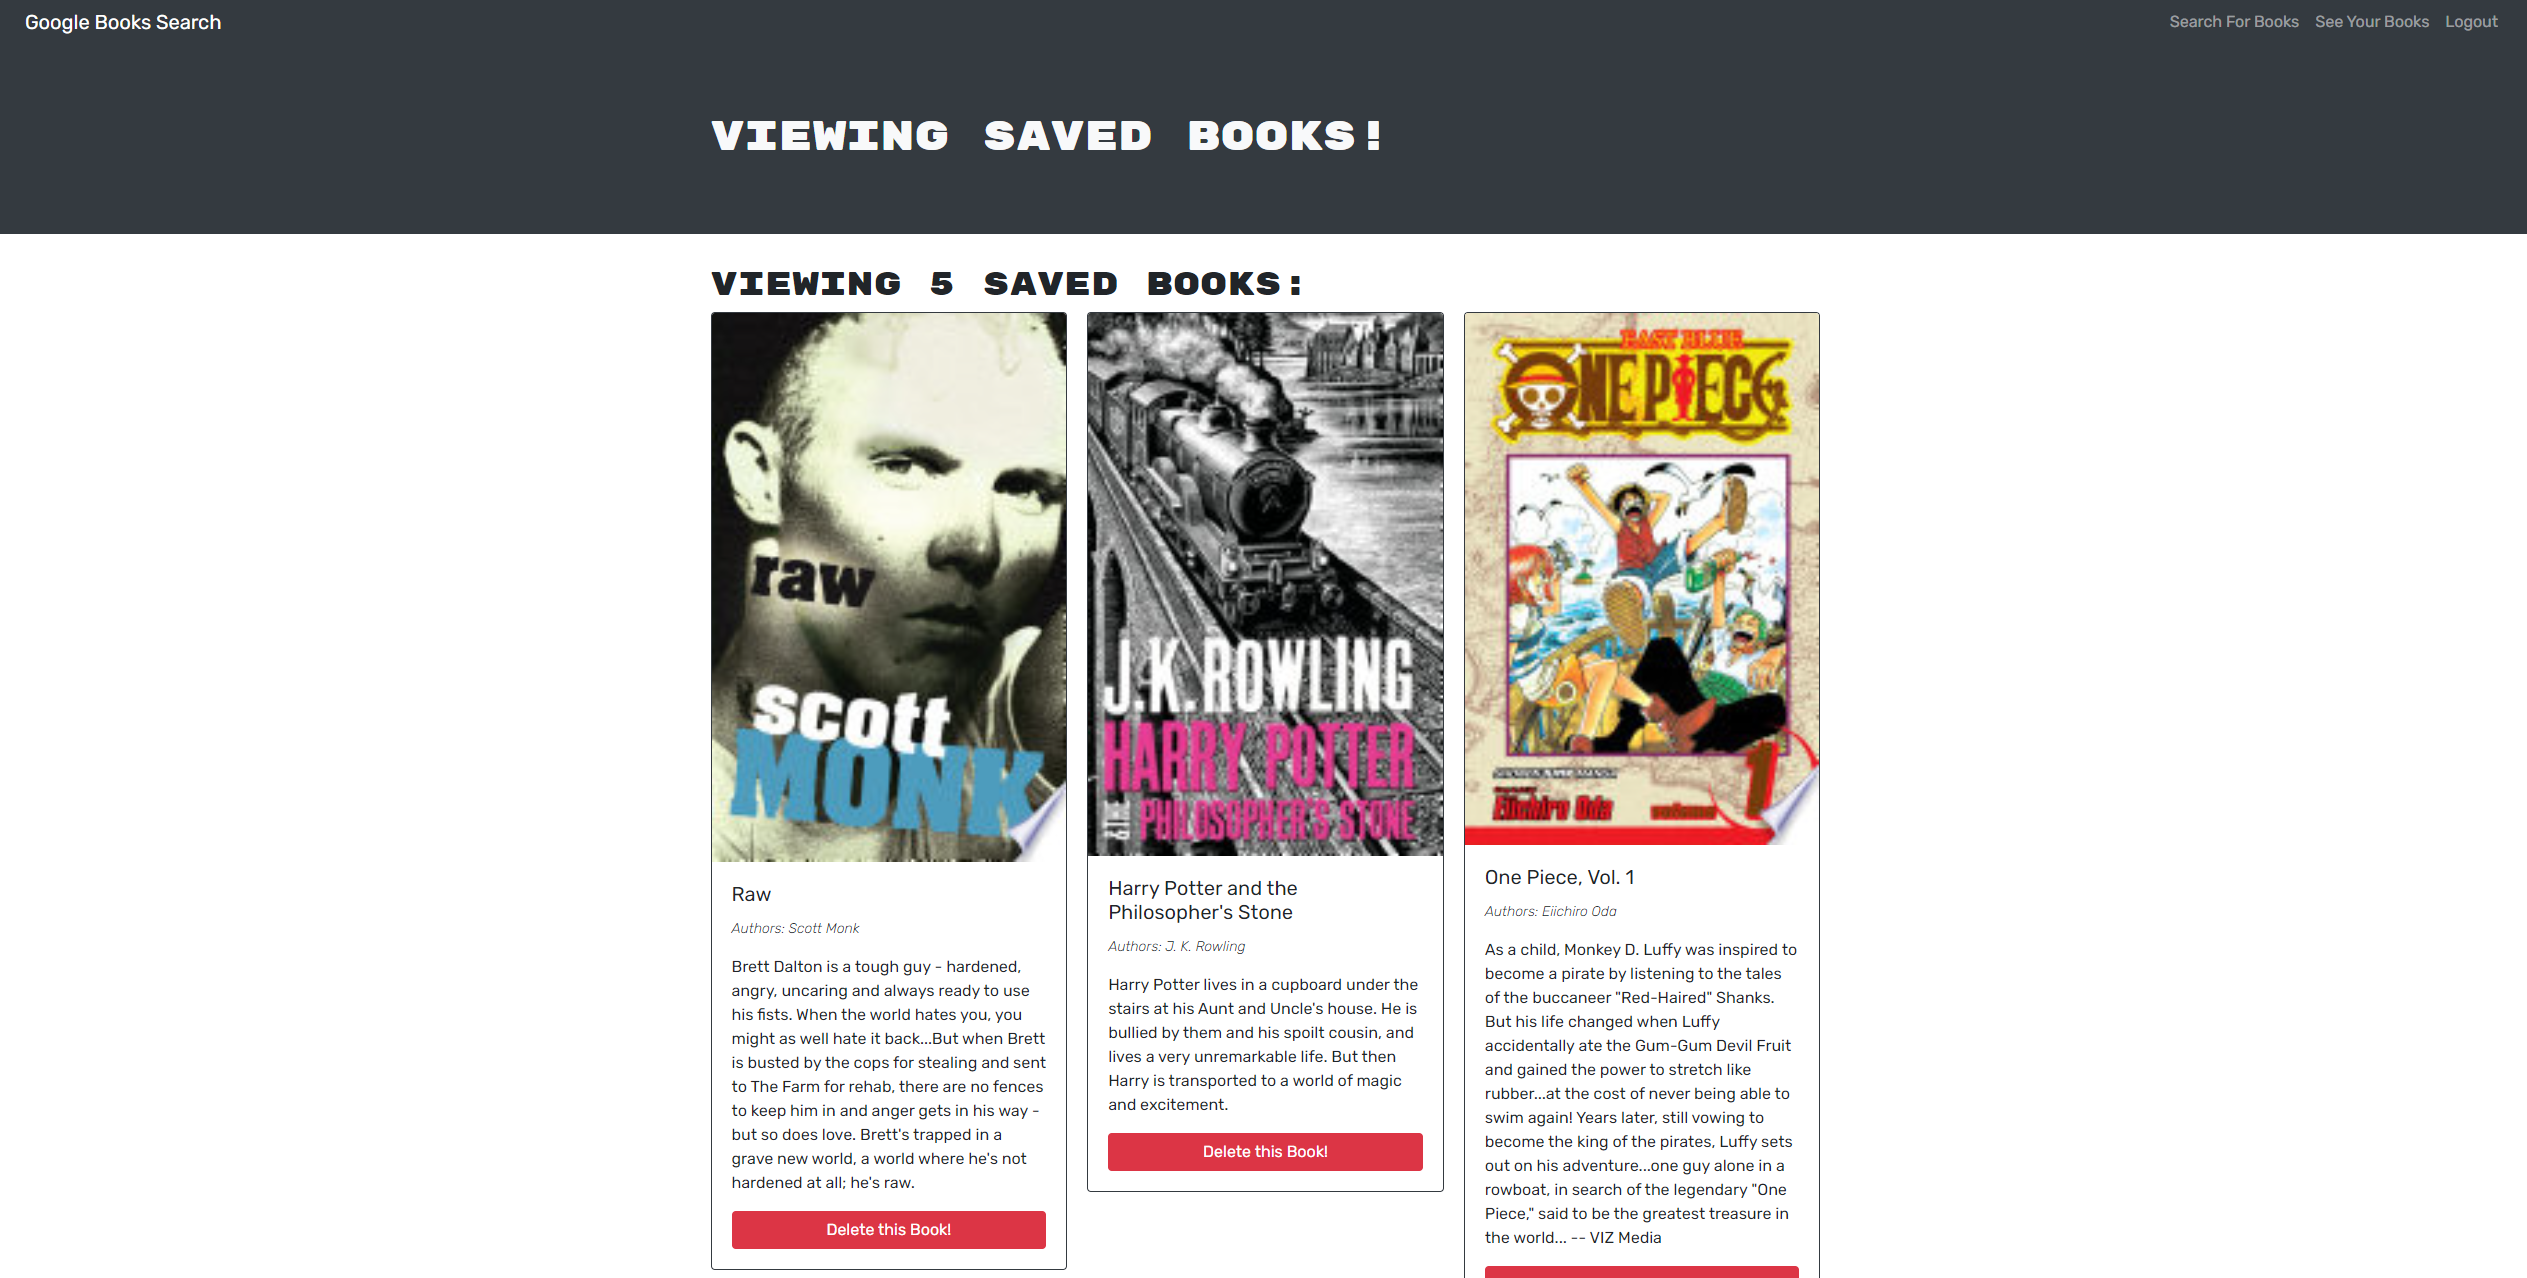 Google Books Search
Search For Books
See Your Books
Logout
VIEWING SAVED BOOKS!
VIEWING 5 SAVED BOOKS:
raw
scott
MONK
Raw
Authors: Scott Monk
Brett Dalton is a tough guy - hardened,
angry, uncaring and always ready to use
his fists. When the world hates you, you
might as well hate it back...But when Brett
is busted by the cops for stealing and sent
to The Farm for rehab, there are no fences
to keep him in and anger gets in his way -
but so does love. Brett's trapped in a
grave new world, a world where he's not
hardened at all; he's raw.
Delete this Book!
J.K. ROWLING
HARRY POTTER
& THE
PHILOSOPHER'S STONE
Harry Potter and the
Philosopher's Stone
Authors: J. K. Rowling
Harry Potter lives in a cupboard under the
stairs at his Aunt and Uncle's house. He is
bullied by them and his spoilt cousin, and
lives a very unremarkable life. But then
Harry is transported to a world of magic
and excitement.
Delete this Book!
EAST BLUE
ONE PIECE
Eiichiro Oda
volume
1
One Piece, Vol. 1
Authors: Eiichiro Oda
As a child, Monkey D. Luffy was inspired to
become a pirate by listening to the tales
of the buccaneer "Red-Haired" Shanks.
But his life changed when Luffy
accidentally ate the Gum-Gum Devil Fruit
and gained the power to stretch like
rubber...at the cost of never being able to
swim again! Years later, still vowing to
become the king of the pirates, Luffy sets
out on his adventure...one guy alone in a
rowboat, in search of the legendary "One
Piece," said to be the greatest treasure in
the world... -- VIZ Media